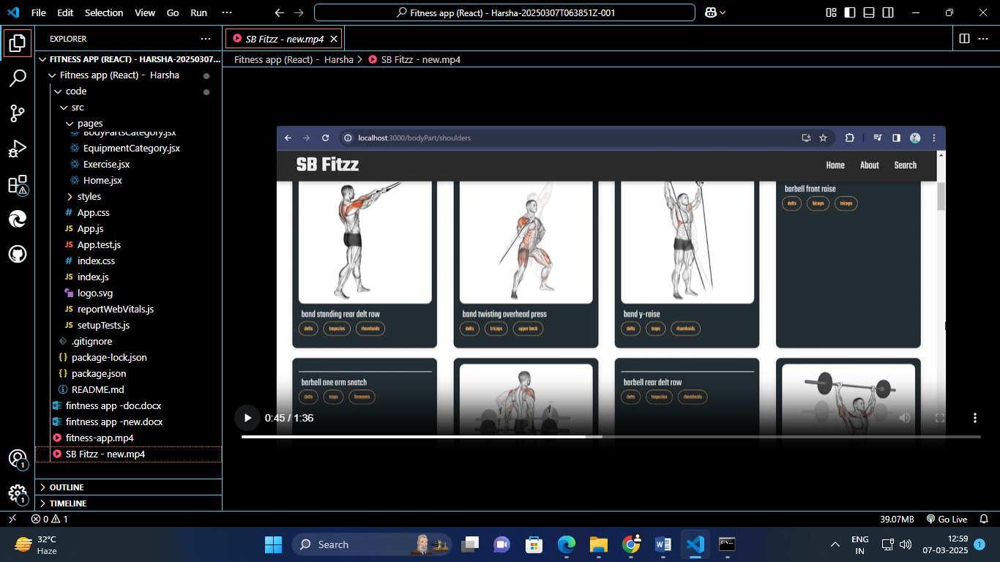 File Edit Selection View Go Run ···
Fitness app (React) - Harsha-20250307T063851Z-001
EXPLORER
FITNESS APP (REACT) - HARSHA-20250307...
Fitness app (React) - Harsha
code
src
pages
BodyPartsCategory.jsx
EquipmentCategory.jsx
Exercise.jsx
Home.jsx
styles
# App.css
JS App.js
JS App.test.js
# index.css
JS index.js
logo.svg
JS reportWebVitals.js
JS setupTests.js
.gitignore
{} package-lock.json
{} package.json
README.md
fintness app -doc.docx
fintness app -new.docx
fitness-app.mp4
SB Fitzz - new.mp4
OUTLINE
TIMELINE
SB Fitzz - new.mp4
Fitness app (React) - Harsha > SB Fitzz - new.mp4
localhost:3000/bodyPart/shoulders
SB Fitzz
Home About Search
barbell front raise
delts biceps triceps
band standing rear delt row
delts trapezius rhomboids
band twisting overhead press
delts triceps upper back
band y-raise
delts traps rhomboids
barbell one arm snatch
delts traps forearms
barbell rear delt row
delts trapezius rhomboids
0:45 / 1:36
1
1
0 1
39.07MB Go Live
32°C
Haze
Search
ENG
IN
12:59
07-03-2025
1